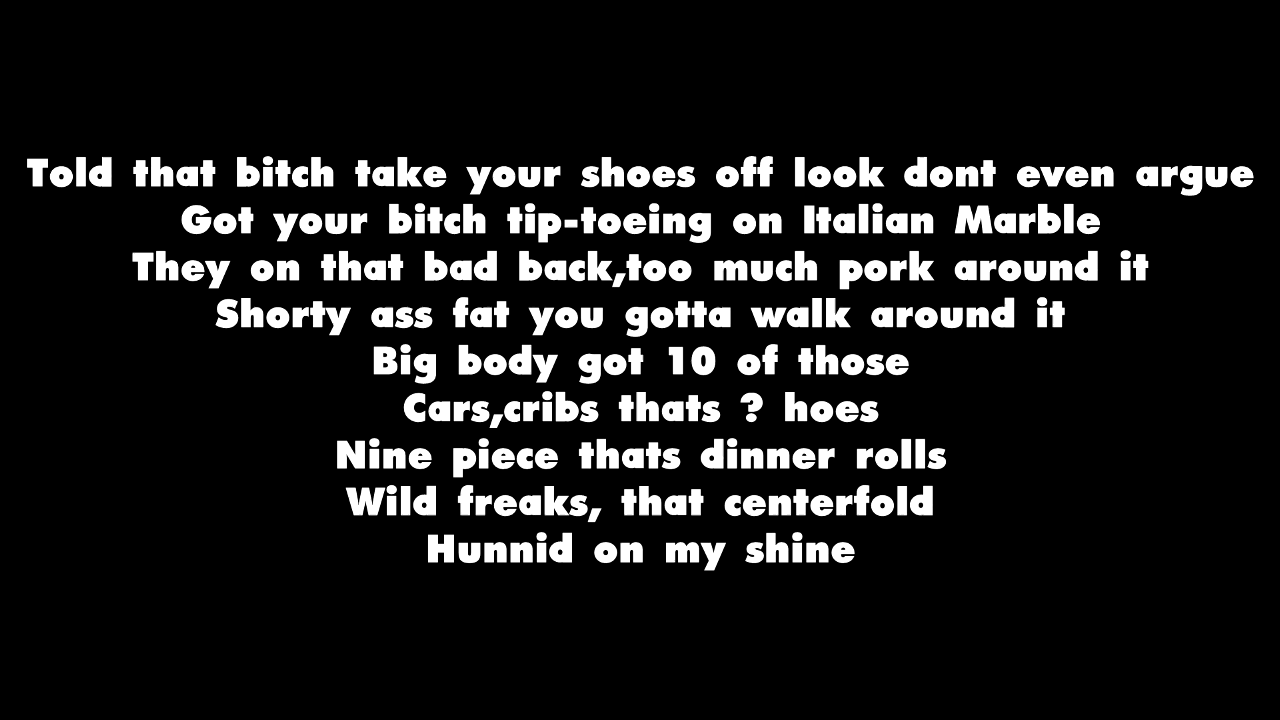 Told that bitch take your shoes off look dont even argue
Got your bitch tip-toeing on Italian Marble
They on that bad back,too much pork around it
Shorty ass fat you gotta walk around it
Big body got 10 of those
Cars,cribs thats ? hoes
Nine piece thats dinner rolls
Wild freaks, that centerfold
Hunnid on my shine